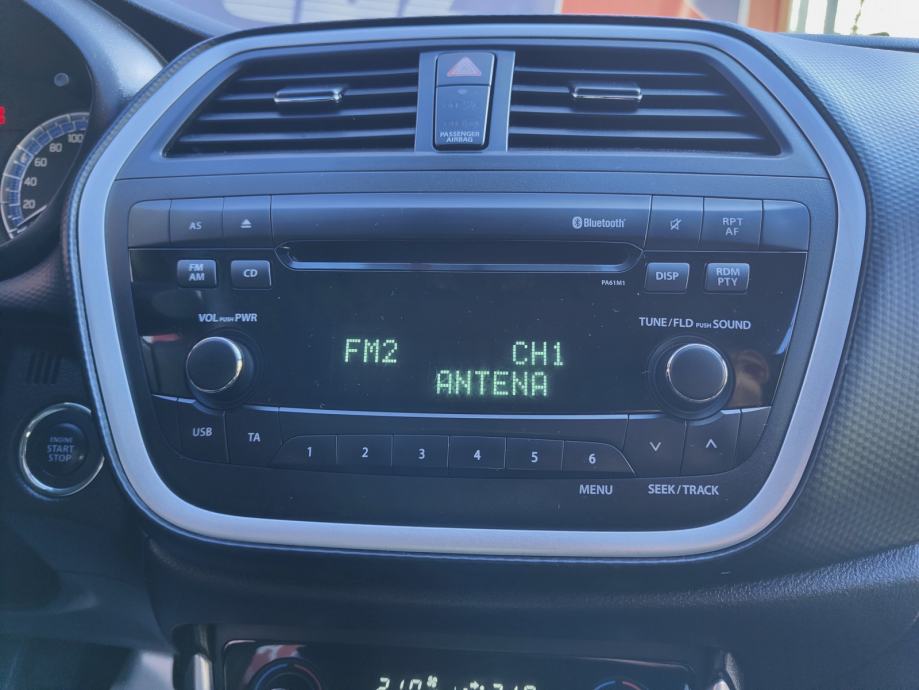 100
80
60
40
20
PASSENGER
AIRBAG
AS
Bluetooth
RPT
AF
FM
AM
CD
PA61M1
DISP
RDM
PTY
VOL PUSH PWR
TUNE/FLD PUSH SOUND
FM2 CH1
ANTENA
ENGINE
START
STOP
USB
TA
1 2 3 4 5 6
MENU
SEEK/TRACK